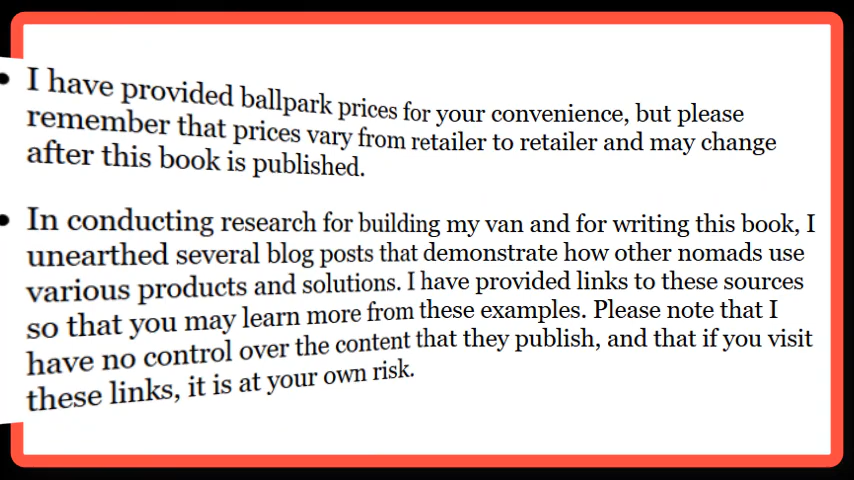 • I have provided ballpark prices for your convenience, but please
remember that prices vary from retailer to retailer and may change
after this book is published.
• In conducting research for building my van and for writing this book, I
unearthed several blog posts that demonstrate how other nomads use
various products and solutions. I have provided links to these sources
so that you may learn more from these examples. Please note that I
have no control over the content that they publish, and that if you visit
these links, it is at your own risk.